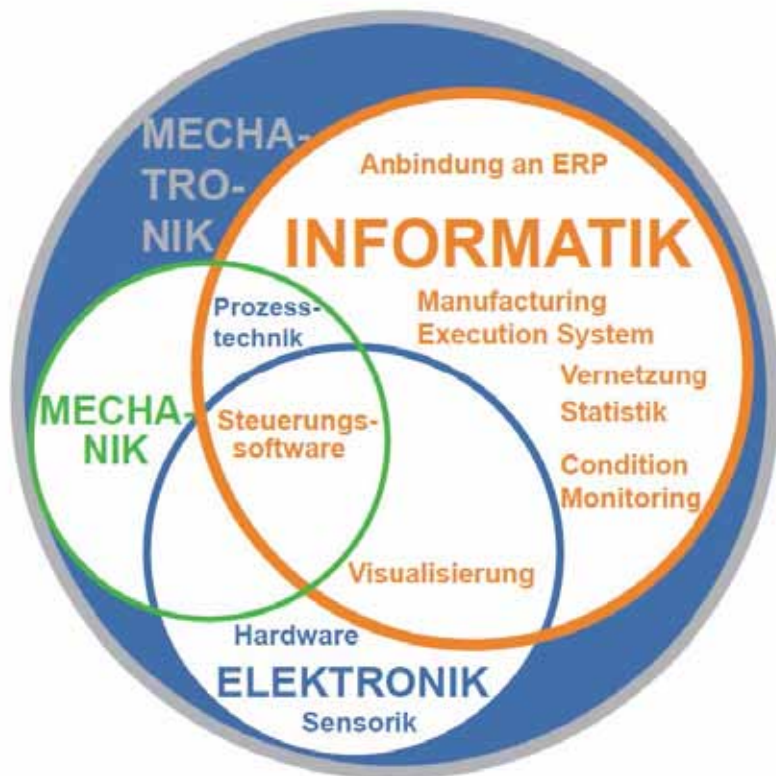 MECHA-
TRO-
NIK
Anbindung an ERP
INFORMATIK
Prozess-
technik
Manufacturing
Execution System
Vernetzung
Statistik
MECHA-
NIK
Steuerungs-
software
Condition
Monitoring
Visualisierung
Hardware
ELEKTRONIK
Sensorik